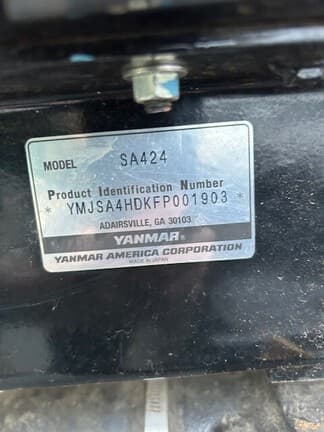 MODEL SA424
Product Identification Number
* YMJSA4HDKFP001903 *
ADAIRSVILLE, GA 30103
YANMAR
YANMAR AMERICA CORPORATION
MADE IN JAPAN